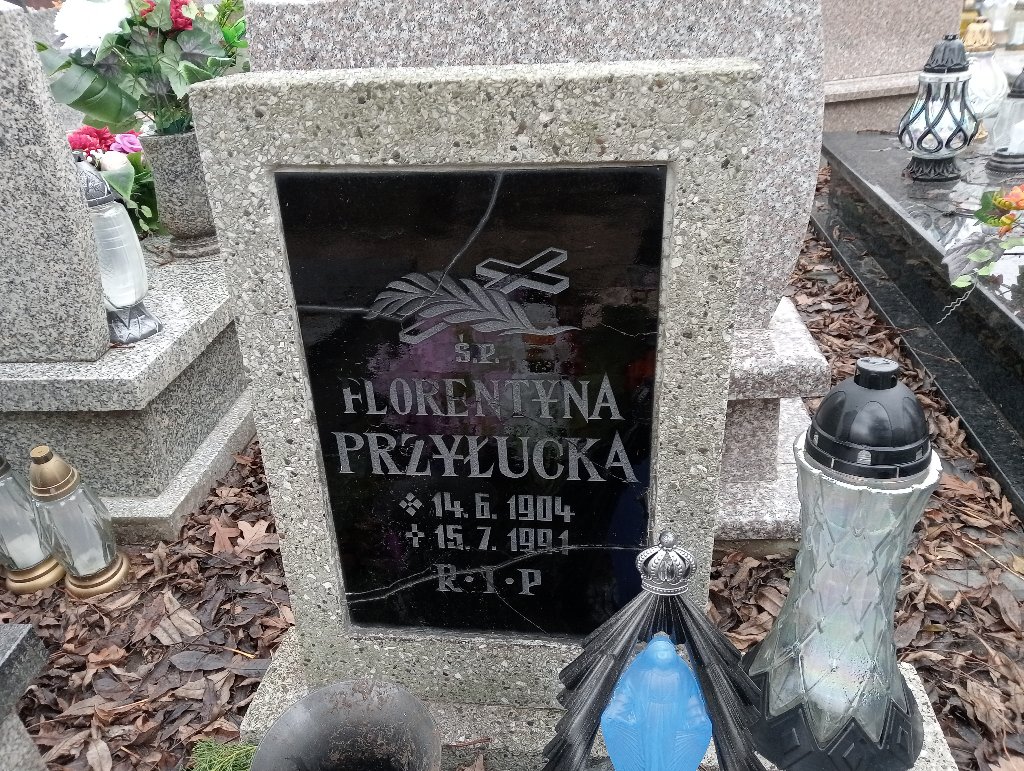 Ś.P.
FLORENTYNA
PRZYŁUCKA
14.6.1904
15.7.1991
R·I·P